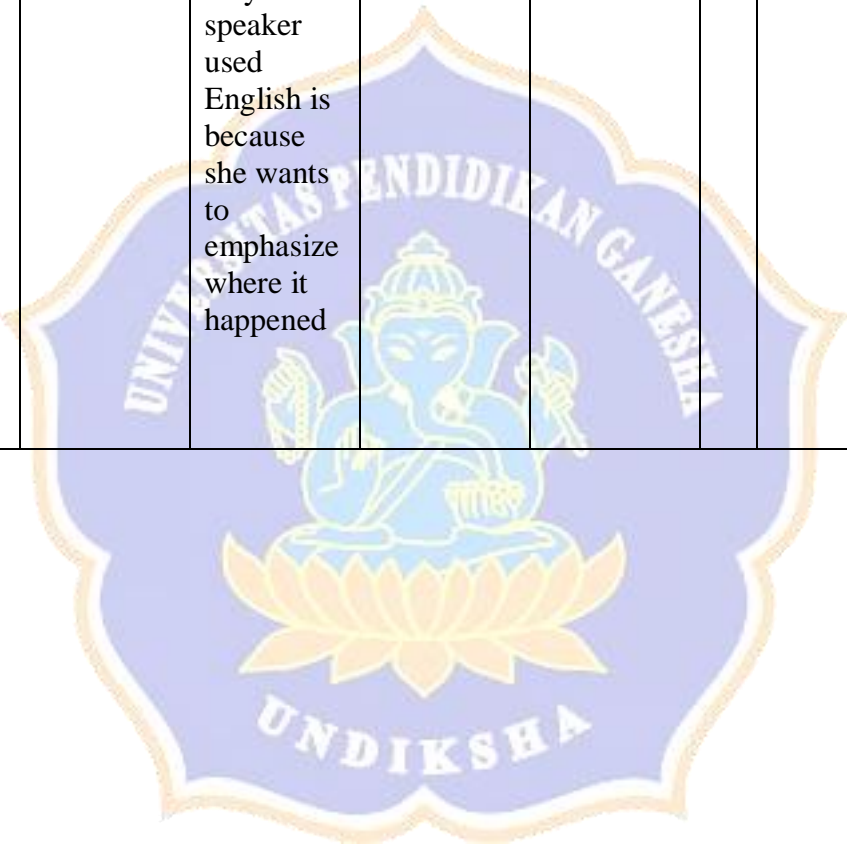 speaker
used
English is
because
she wants
to
emphasize
where it
happened
UNIVERSITAS PENDIDIKAN GANESHA
UNDIKSHA